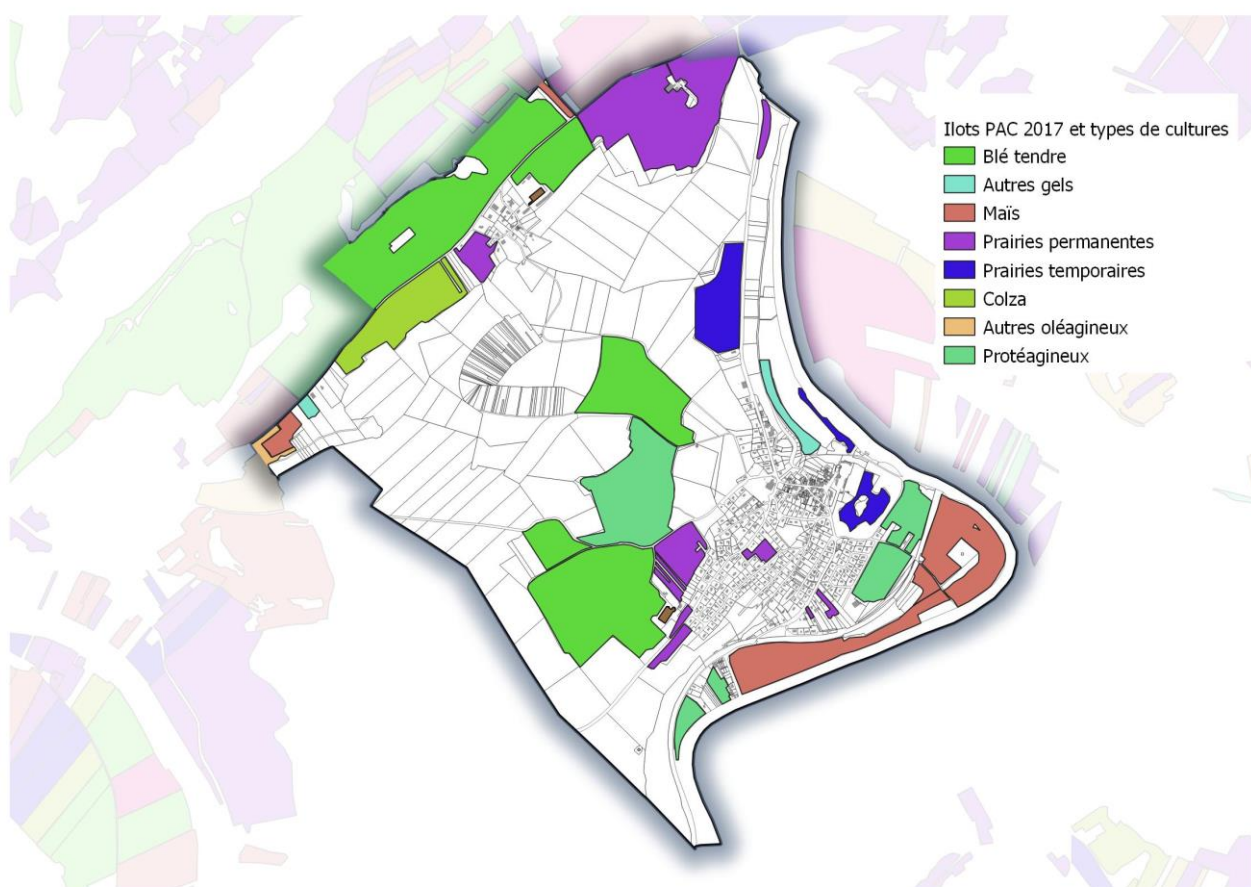 Ilots PAC 2017 et types de cultures
Blé tendre
Autres gels
Maïs
Prairies permanentes
Prairies temporaires
Colza
Autres oléagineux
Protéagineux